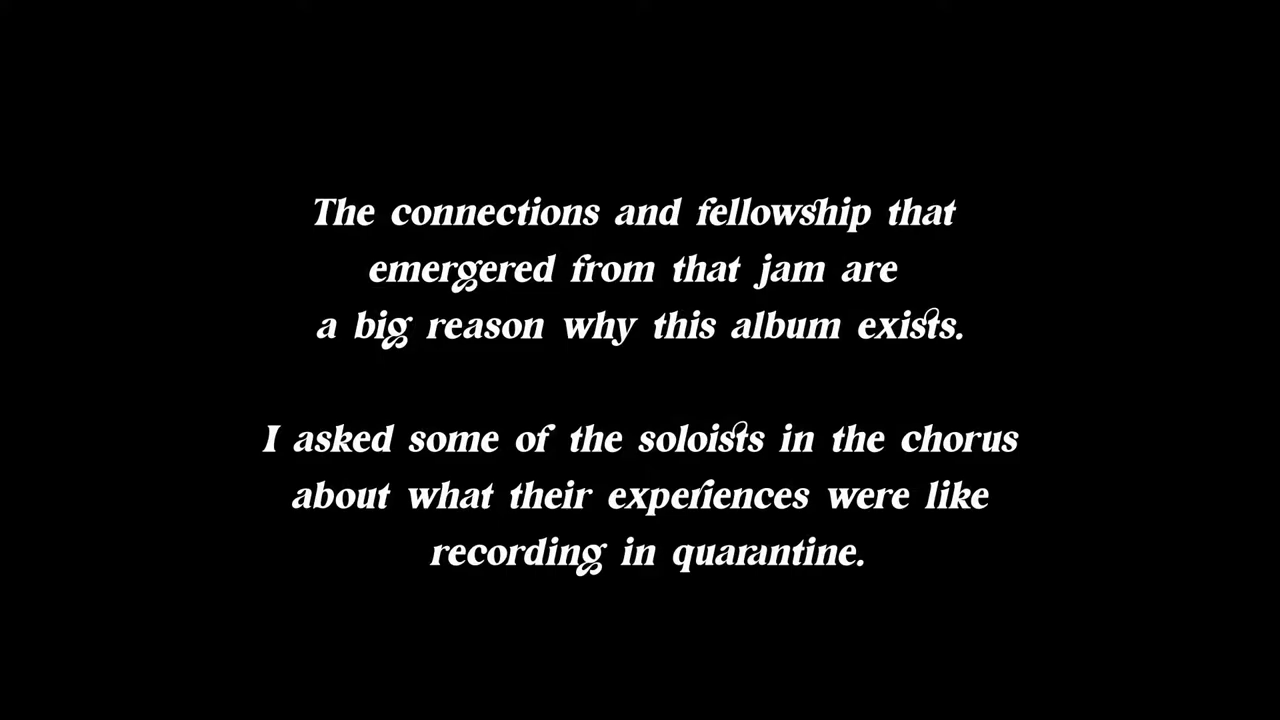 The connections and fellowship that
emergered from that jam are
a big reason why this album exists.
I asked some of the soloists in the chorus
about what their experiences were like
recording in quarantine.